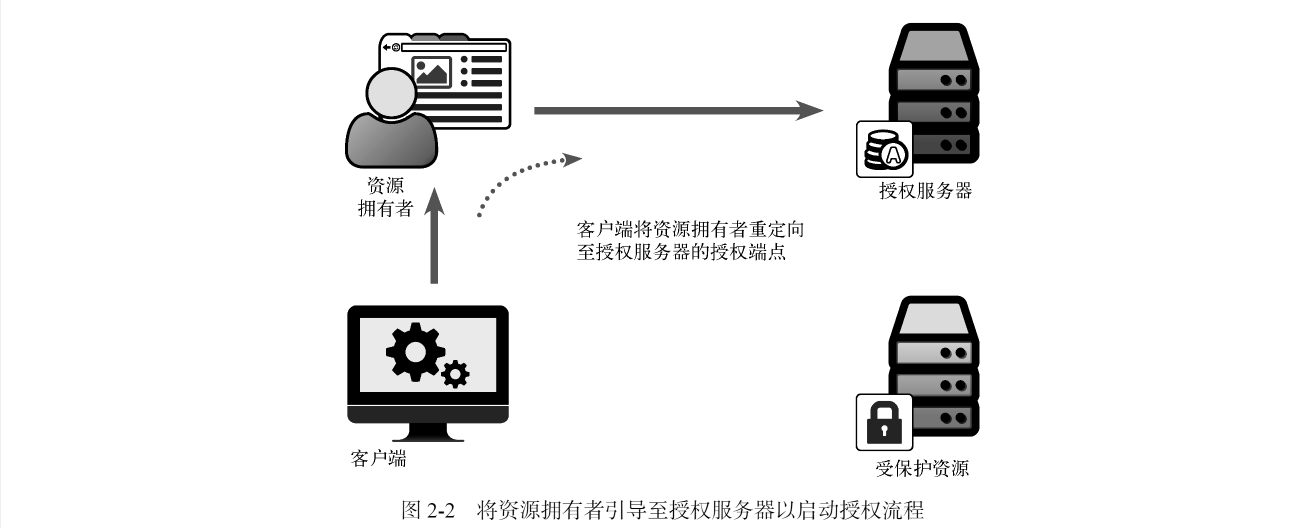 资源
拥有者
授权服务器
客户端将资源拥有者重定向
至授权服务器的授权端点
客户端
受保护资源
图 2-2 将资源拥有者引导至授权服务器以启动授权流程